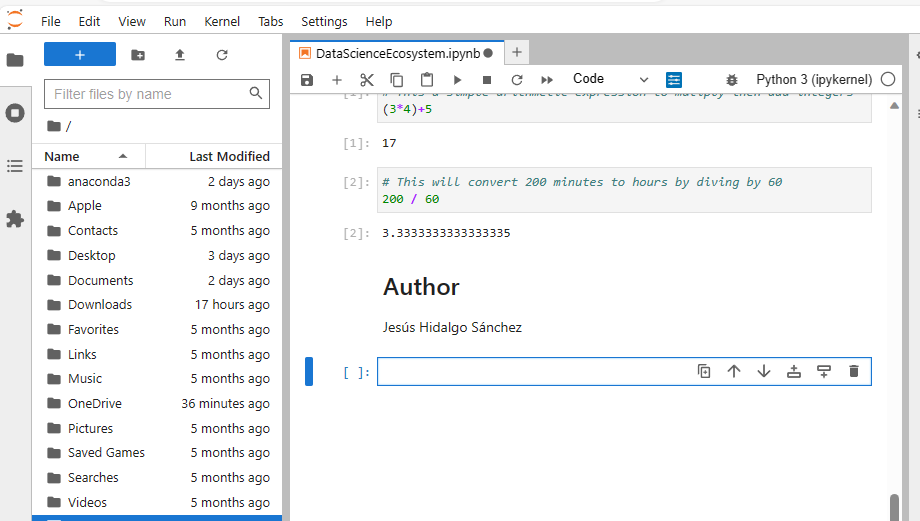 File Edit View Run Kernel Tabs Settings Help
+
Filter files by name
/
Name Last Modified
anaconda3 2 days ago
Apple 9 months ago
Contacts 5 months ago
Desktop 3 days ago
Documents 2 days ago
Downloads 17 hours ago
Favorites 5 months ago
Links 5 months ago
Music 5 months ago
OneDrive 36 minutes ago
Pictures 5 months ago
Saved Games 5 months ago
Searches 5 months ago
Videos 5 months ago
DataScienceEcosystem.ipynb
+
Code Python 3 (ipykernel)
(3*4)+5
[1]: 17
[2]: # This will convert 200 minutes to hours by diving by 60
200 / 60
[2]: 3.3333333333333335
Author
Jesús Hidalgo Sánchez
[ ]: